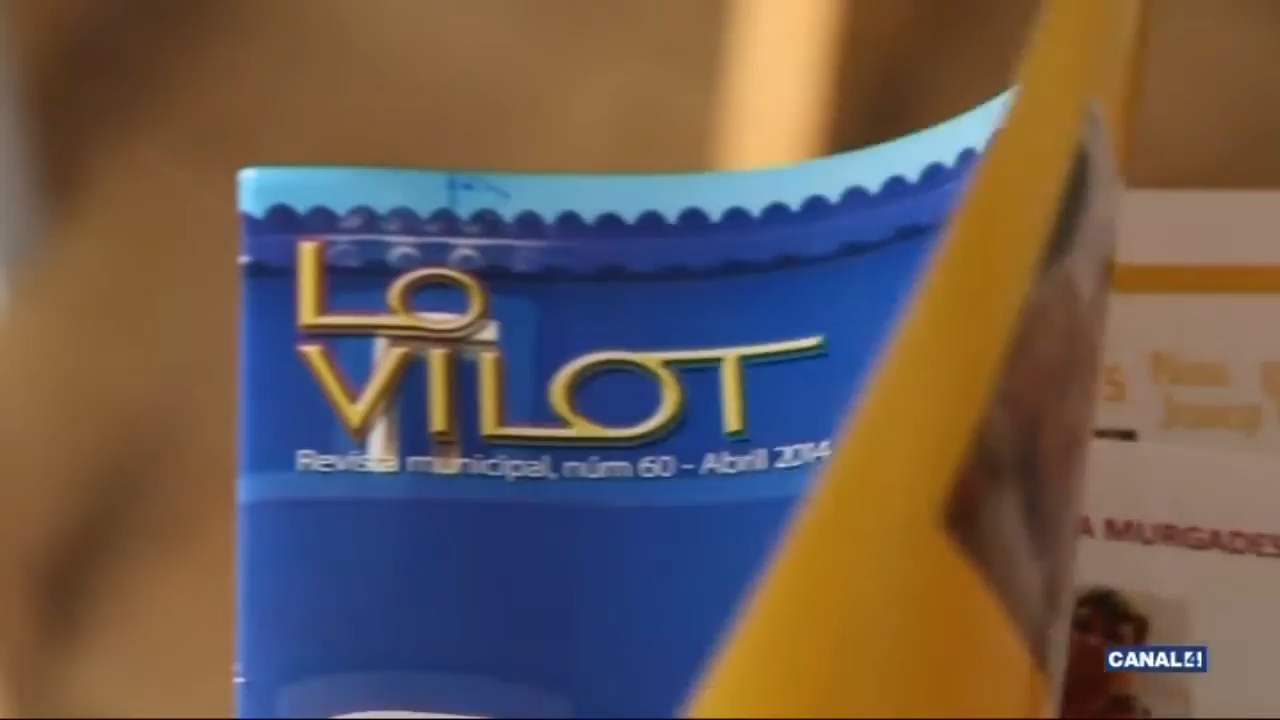 LO
VILOT
Revista municipal, núm 60 - Abril 2014
A MURGADES
CANAL4